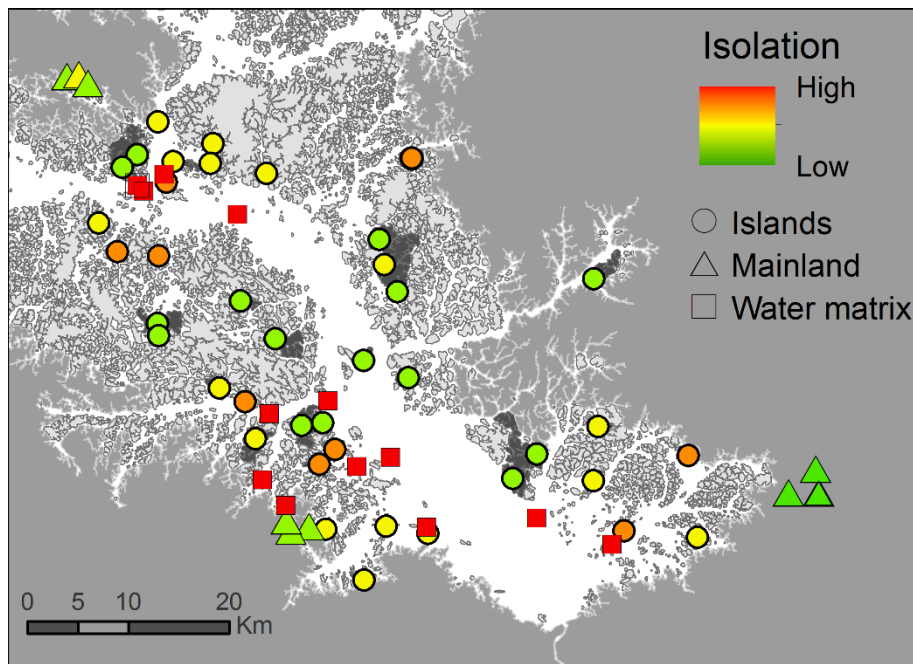 Isolation
High
Low
Islands
Mainland
Water matrix
0 5 10 20
Km